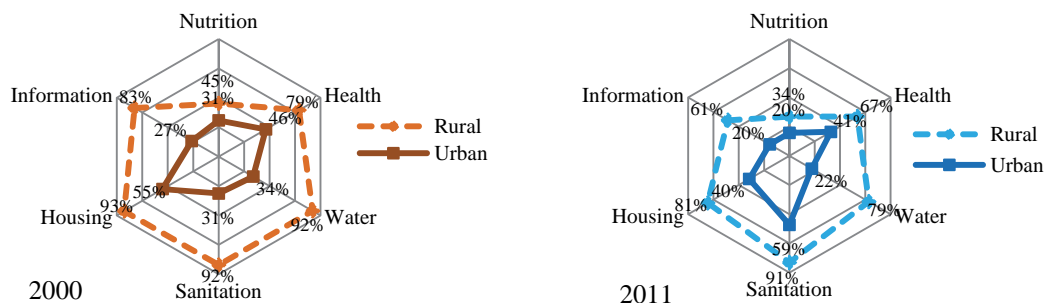 Nutrition
45%
31%
Information
83%
79%
Health
46%
27%
Rural
Urban
55%
34%
93%
Housing
31%
Water
92%
92%
Sanitation
2000
Nutrition
34%
20%
Information
61%
67%
Health
41%
20%
Rural
Urban
40%
22%
81%
Housing
79%
Water
59%
91%
Sanitation
2011